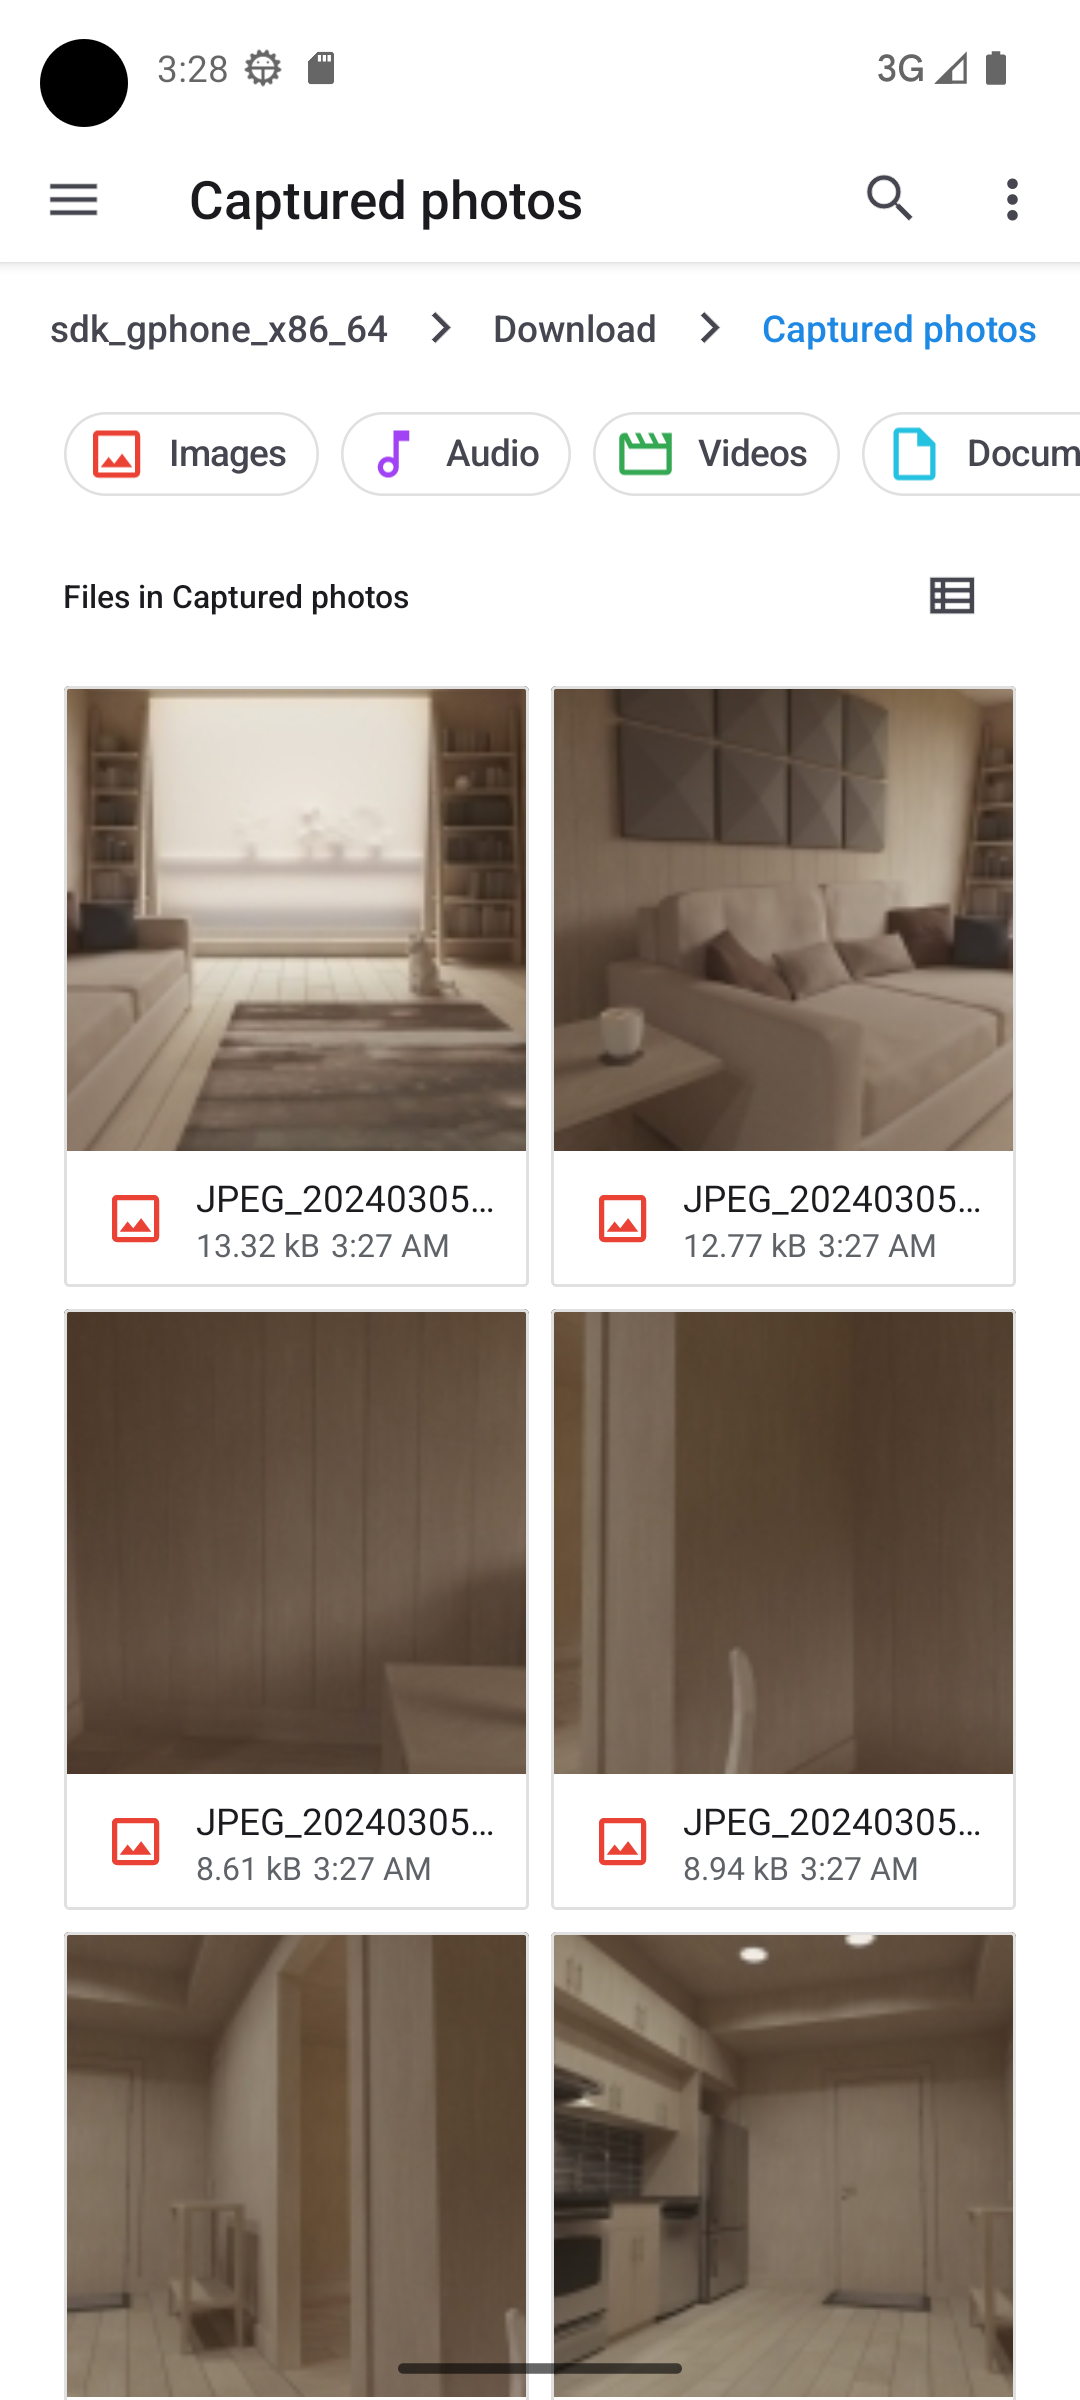 3:28
3G
Captured photos
sdk_gphone_x86_64 > Download > Captured photos
Images
Audio
Videos
Docum
Files in Captured photos
JPEG_20240305...
13.32 kB 3:27 AM
JPEG_20240305...
12.77 kB 3:27 AM
JPEG_20240305...
8.61 kB 3:27 AM
JPEG_20240305...
8.94 kB 3:27 AM